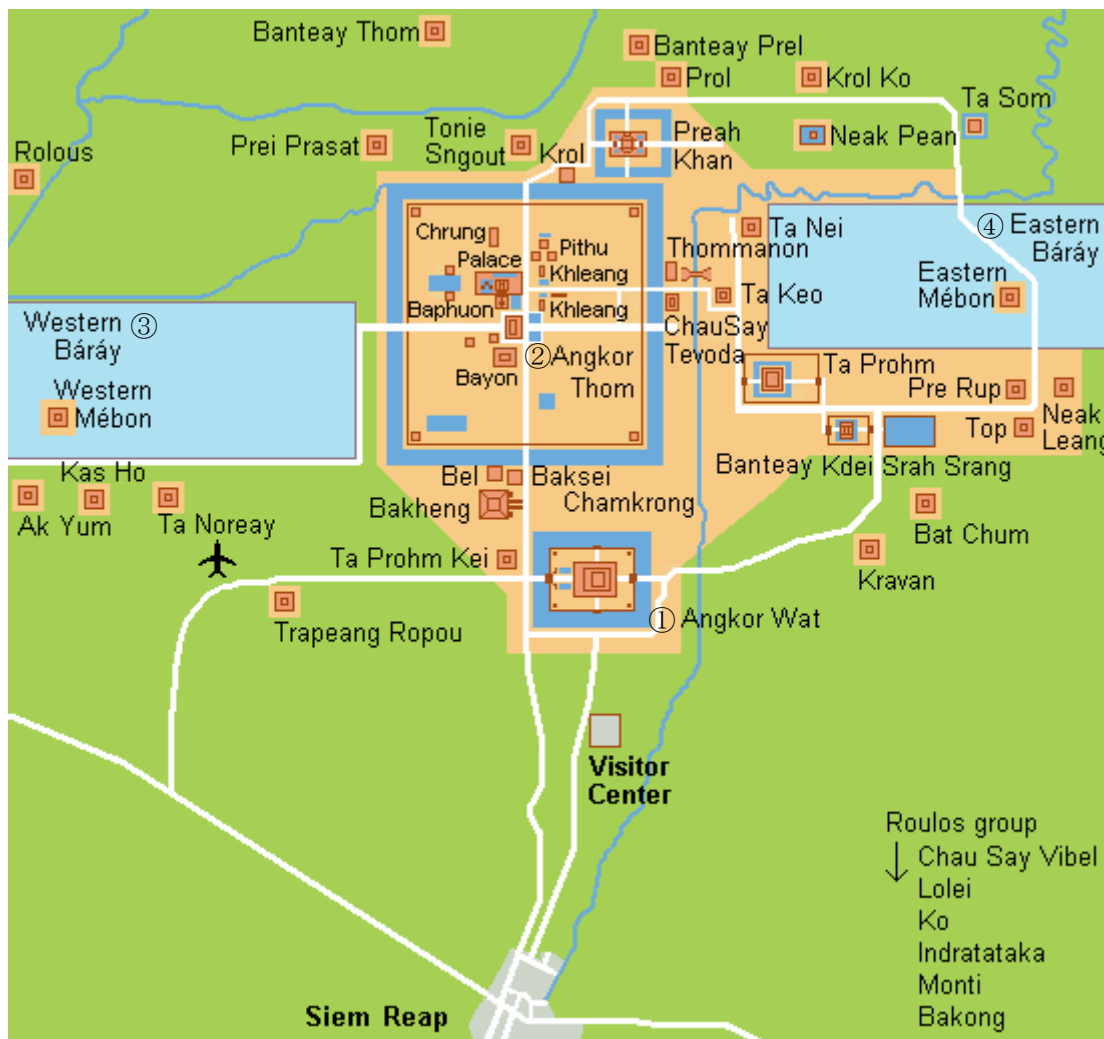 Banteay Thom
Banteay Prel
Prol
Krol Ko
Ta Som
Rolous
Prei Prasat
Tonie
Sngout
Krol
Preah
Khan
Neak Pean
Chrung
Pithu
Palace
Khleang
Baphuon
Khleang
Thommanon
Ta Nei
④ Eastern
Báráy
Eastern
Mébon
Ta Keo
Western ③
Báráy
Western
Mébon
② Angkor
Thom
Bayon
ChauSay
Tevoda
Ta Prohm
Pre Rup
Top
Neak
Leang
Banteay Kdei
Srah Srang
Kas Ho
Ak Yum
Ta Noreay
Bel
Baksei
Chamkrong
Bakheng
Bat Chum
Kravan
Ta Prohm Kei
Trapeang Ropou
① Angkor Wat
Visitor
Center
Roulos group
↓ Chau Say Vibel
Lolei
Ko
Indratataka
Monti
Bakong
Siem Reap